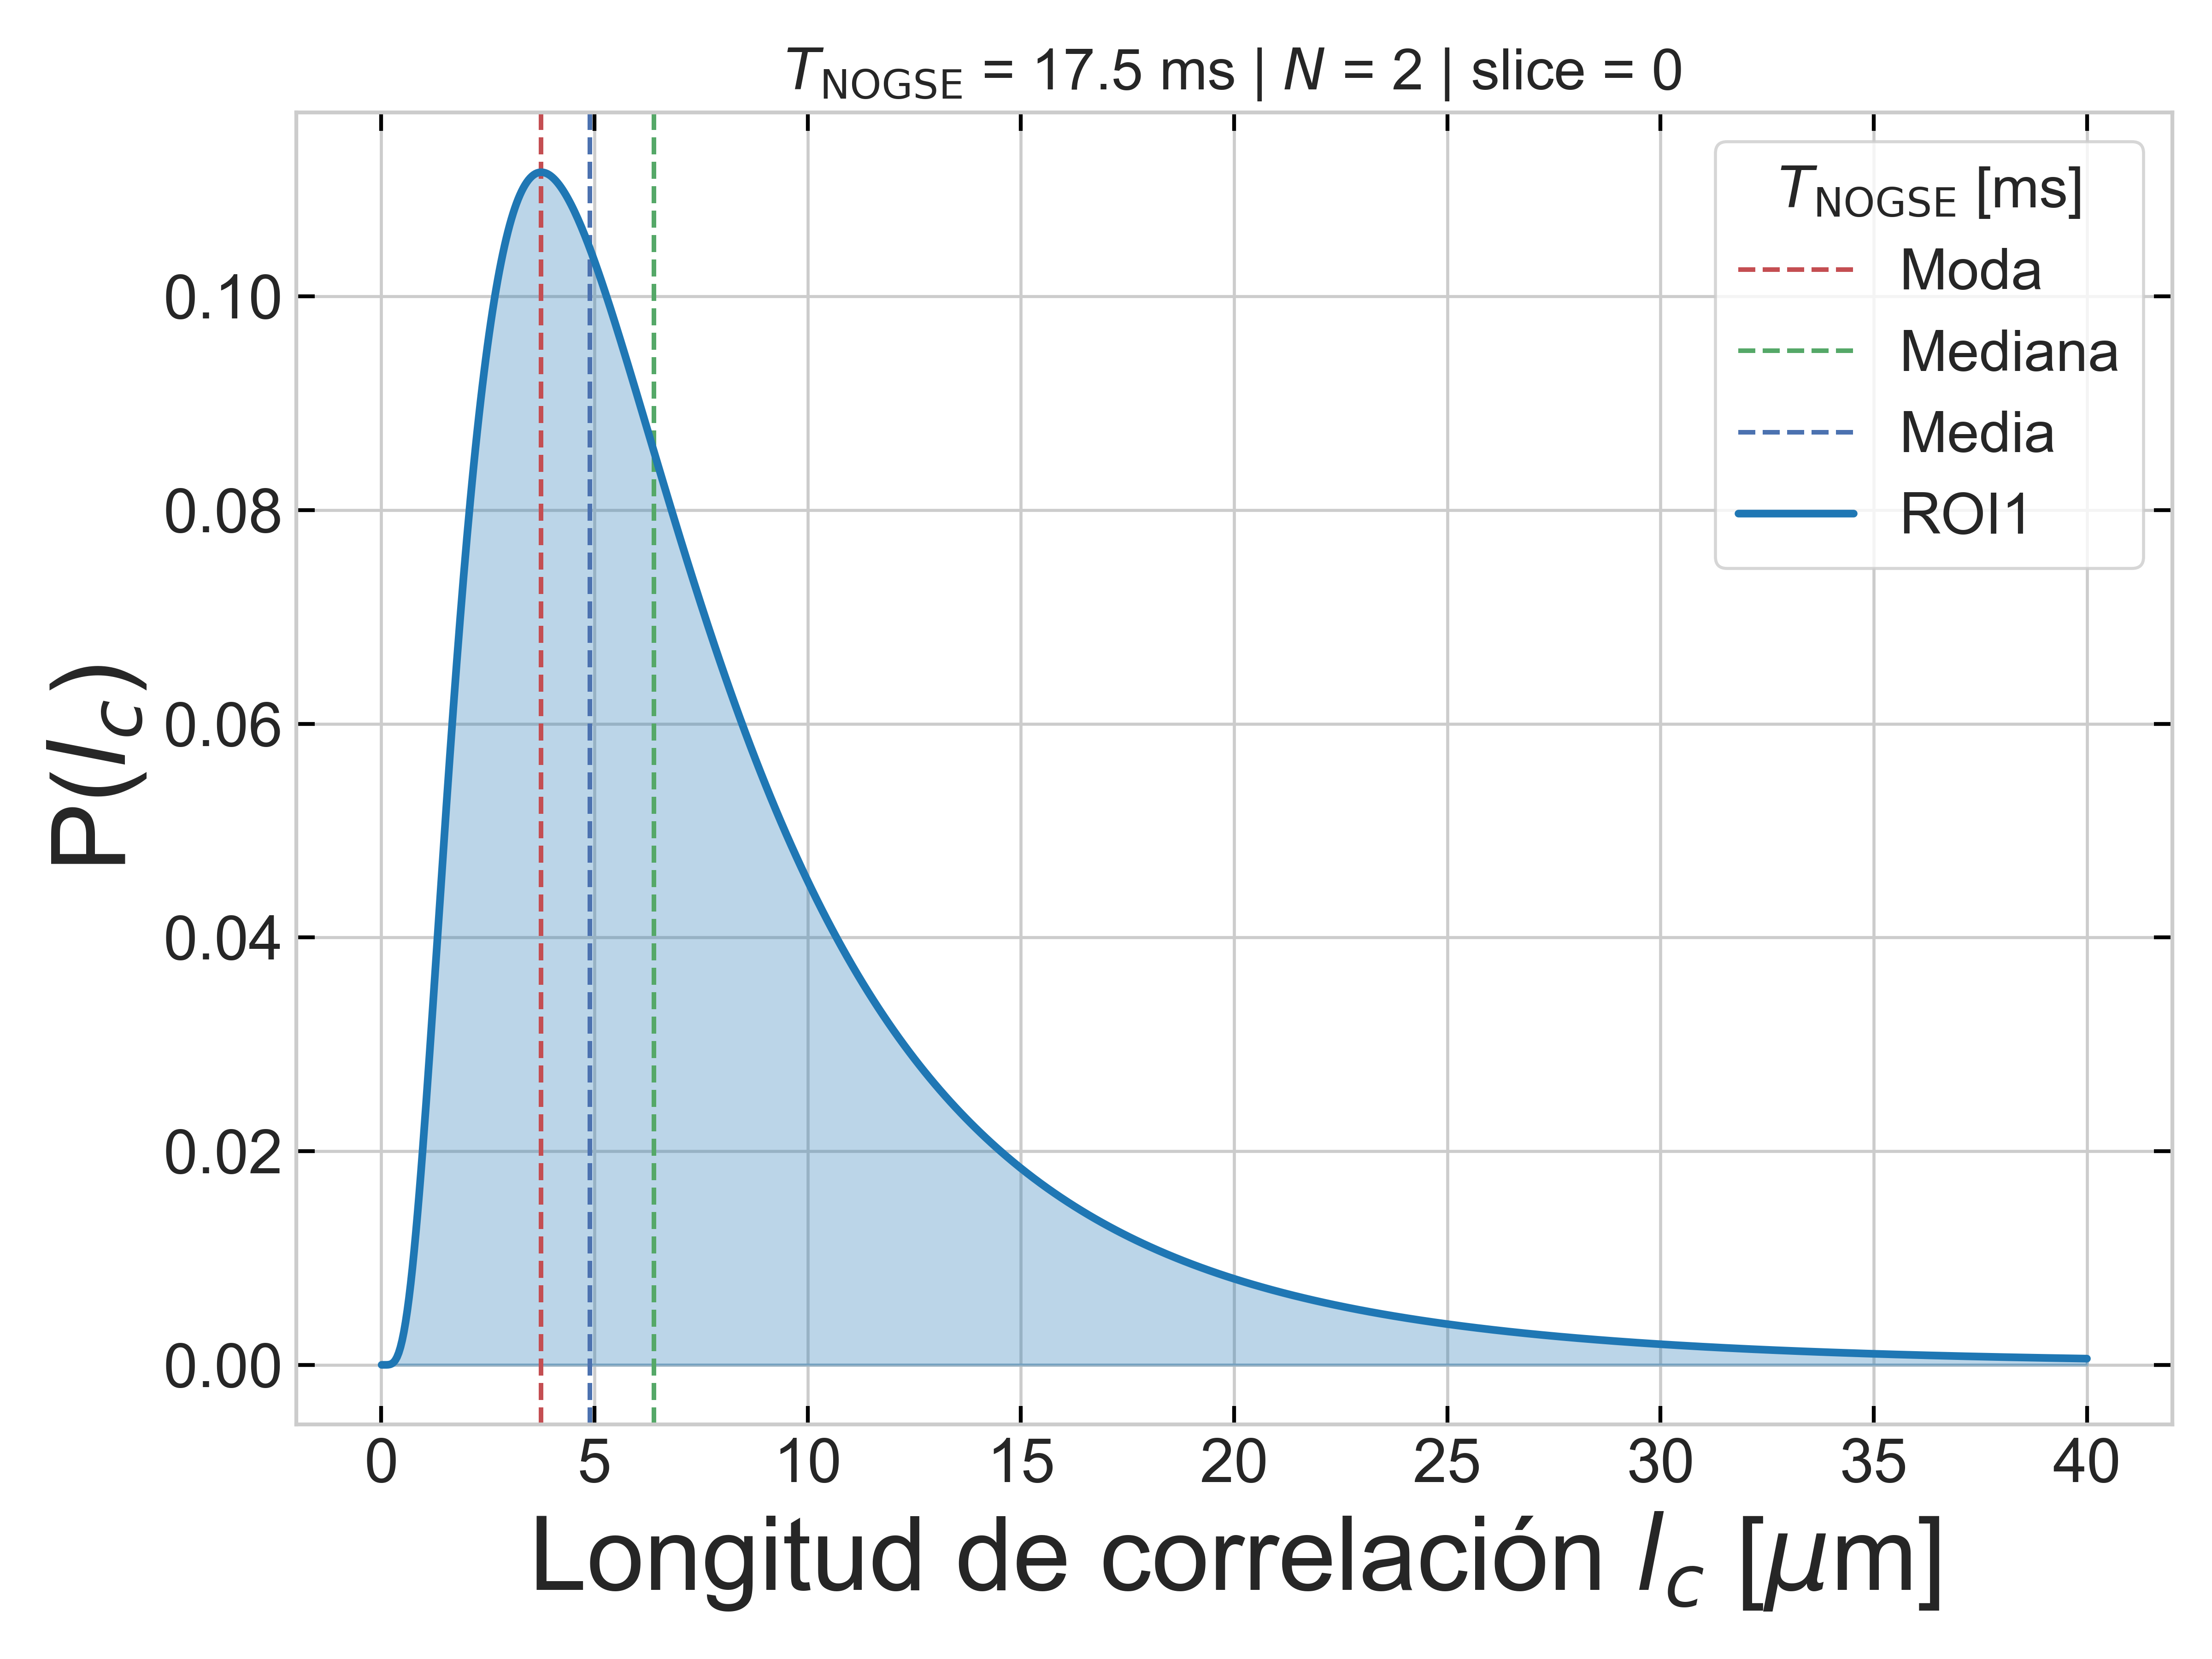 T_NOGSE = 17.5 ms | N = 2 | slice = 0
T_NOGSE [ms]
Moda
Mediana
Media
ROI1
P(l_c)
0.10
0.08
0.06
0.04
0.02
0.00
0 5 10 15 20 25 30 35 40
Longitud de correlación l_c [μm]